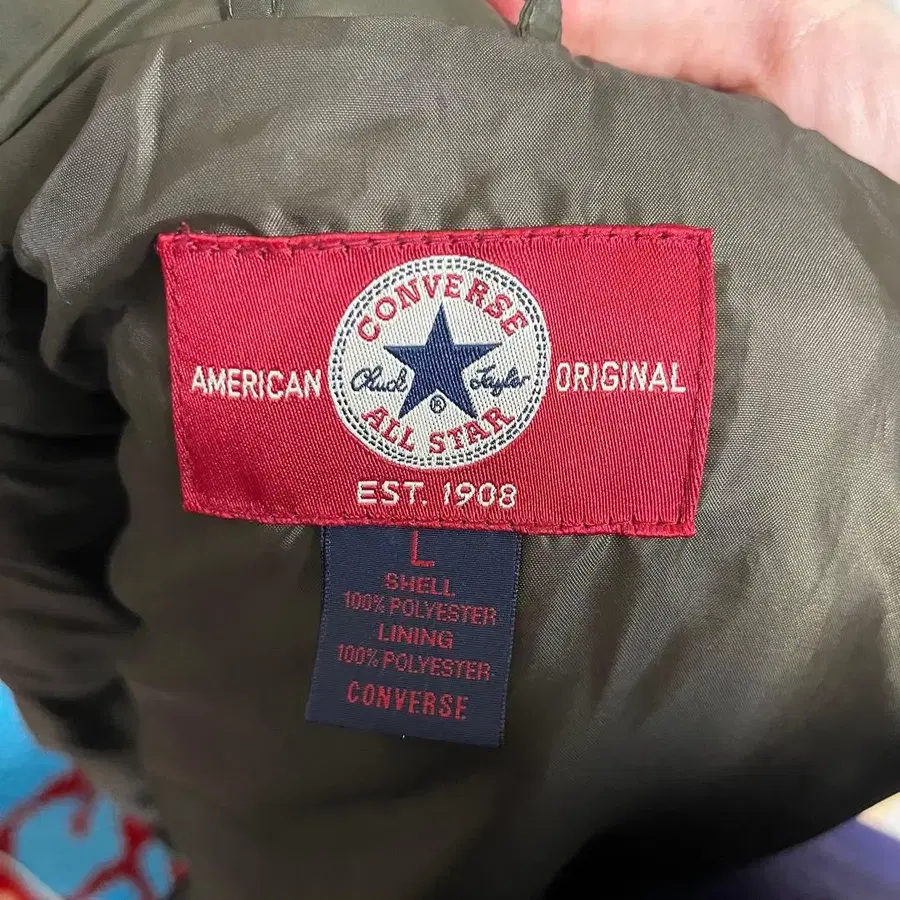 CONVERSE
AMERICAN Chuck Taylor ORIGINAL
®
ALL STAR
EST. 1908
L
SHELL
100% POLYESTER
LINING
100% POLYESTER
CONVERSE